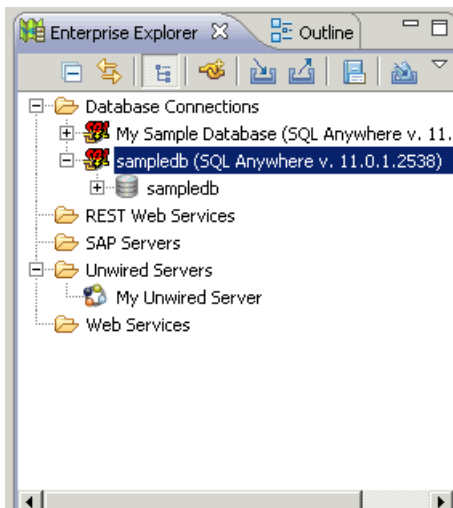 Enterprise Explorer Outline
Database Connections
My Sample Database (SQL Anywhere v. 11.
sampledb (SQL Anywhere v. 11.0.1.2538)
sampledb
REST Web Services
SAP Servers
Unwired Servers
My Unwired Server
Web Services